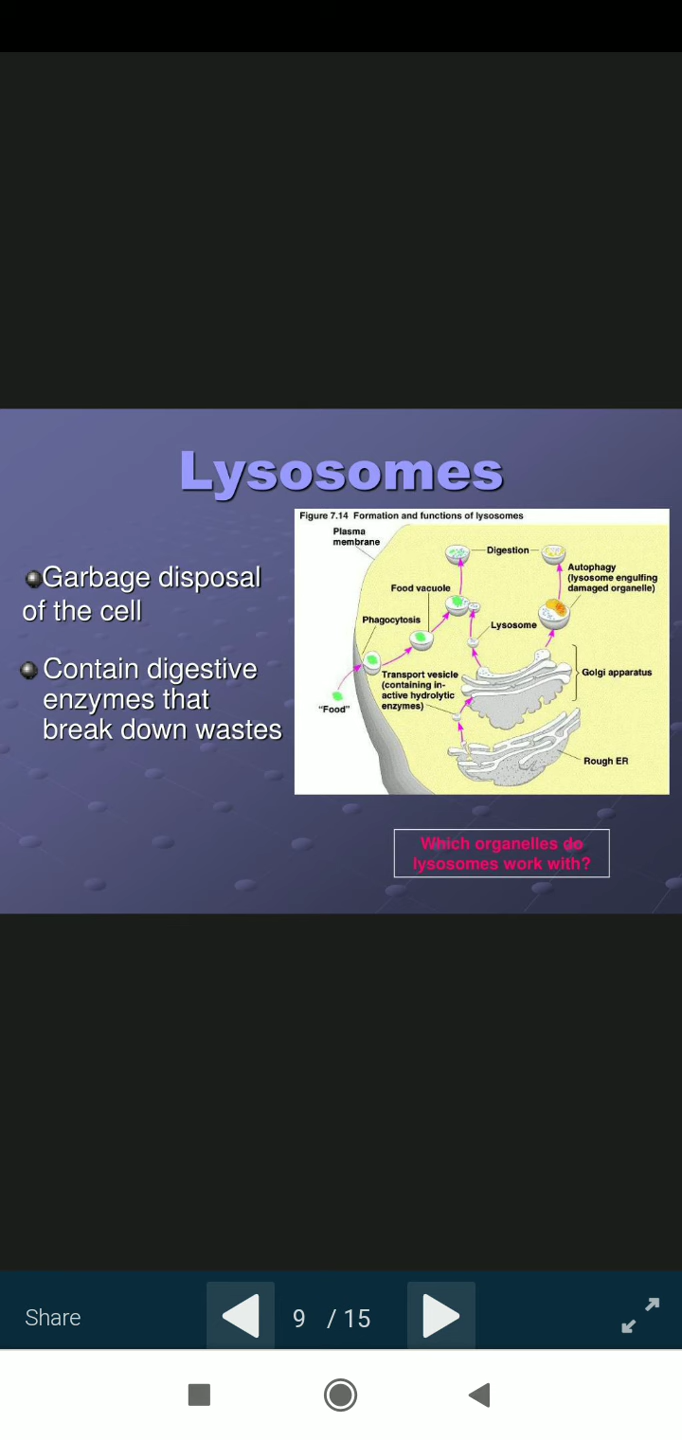 Lysosomes
Garbage disposal
of the cell
Contain digestive
enzymes that
break down wastes
Figure 7.14 Formation and functions of lysosomes
Plasma
membrane
Digestion
Autophagy
(lysosome engulfing
damaged organelle)
Food vacuole
Phagocytosis
Lysosome
Transport vesicle
(containing in-
active hydrolytic
enzymes)
Golgi apparatus
"Food"
Rough ER
Which organelles do
lysosomes work with?
Share
9 / 15